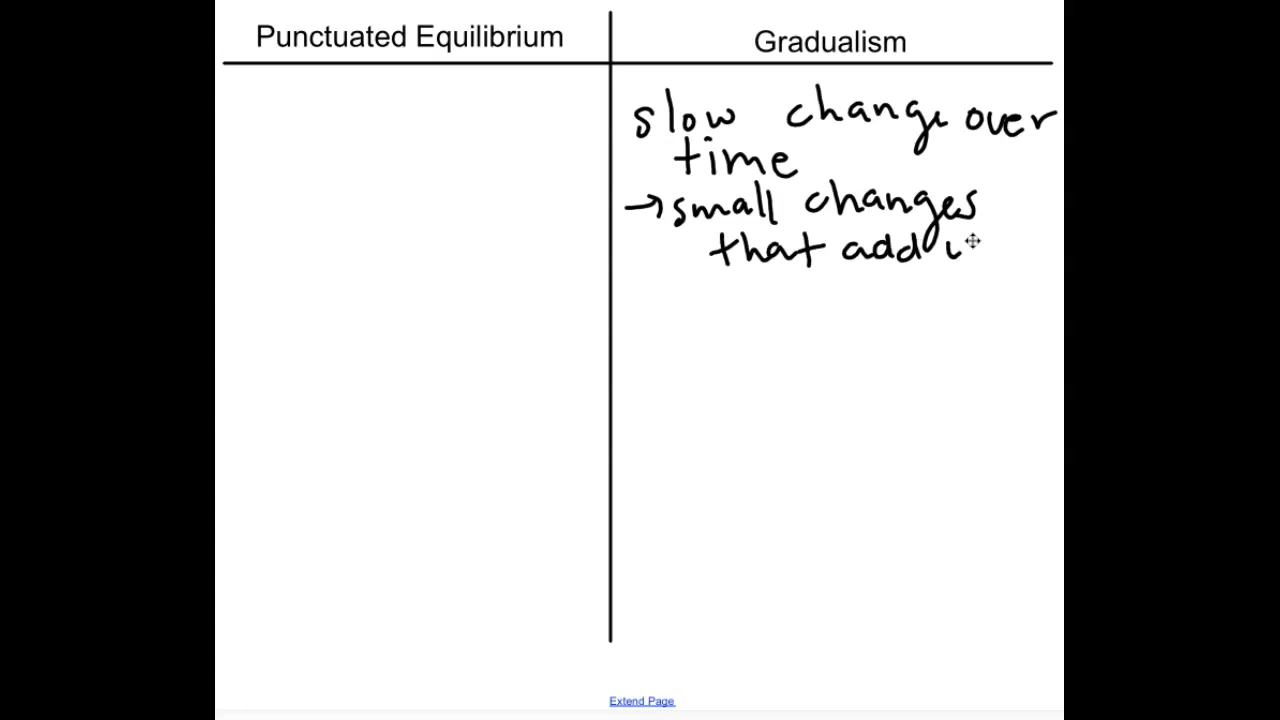 Punctuated Equilibrium
Gradualism
slow change over
time
→ small changes
that add
Extend Page